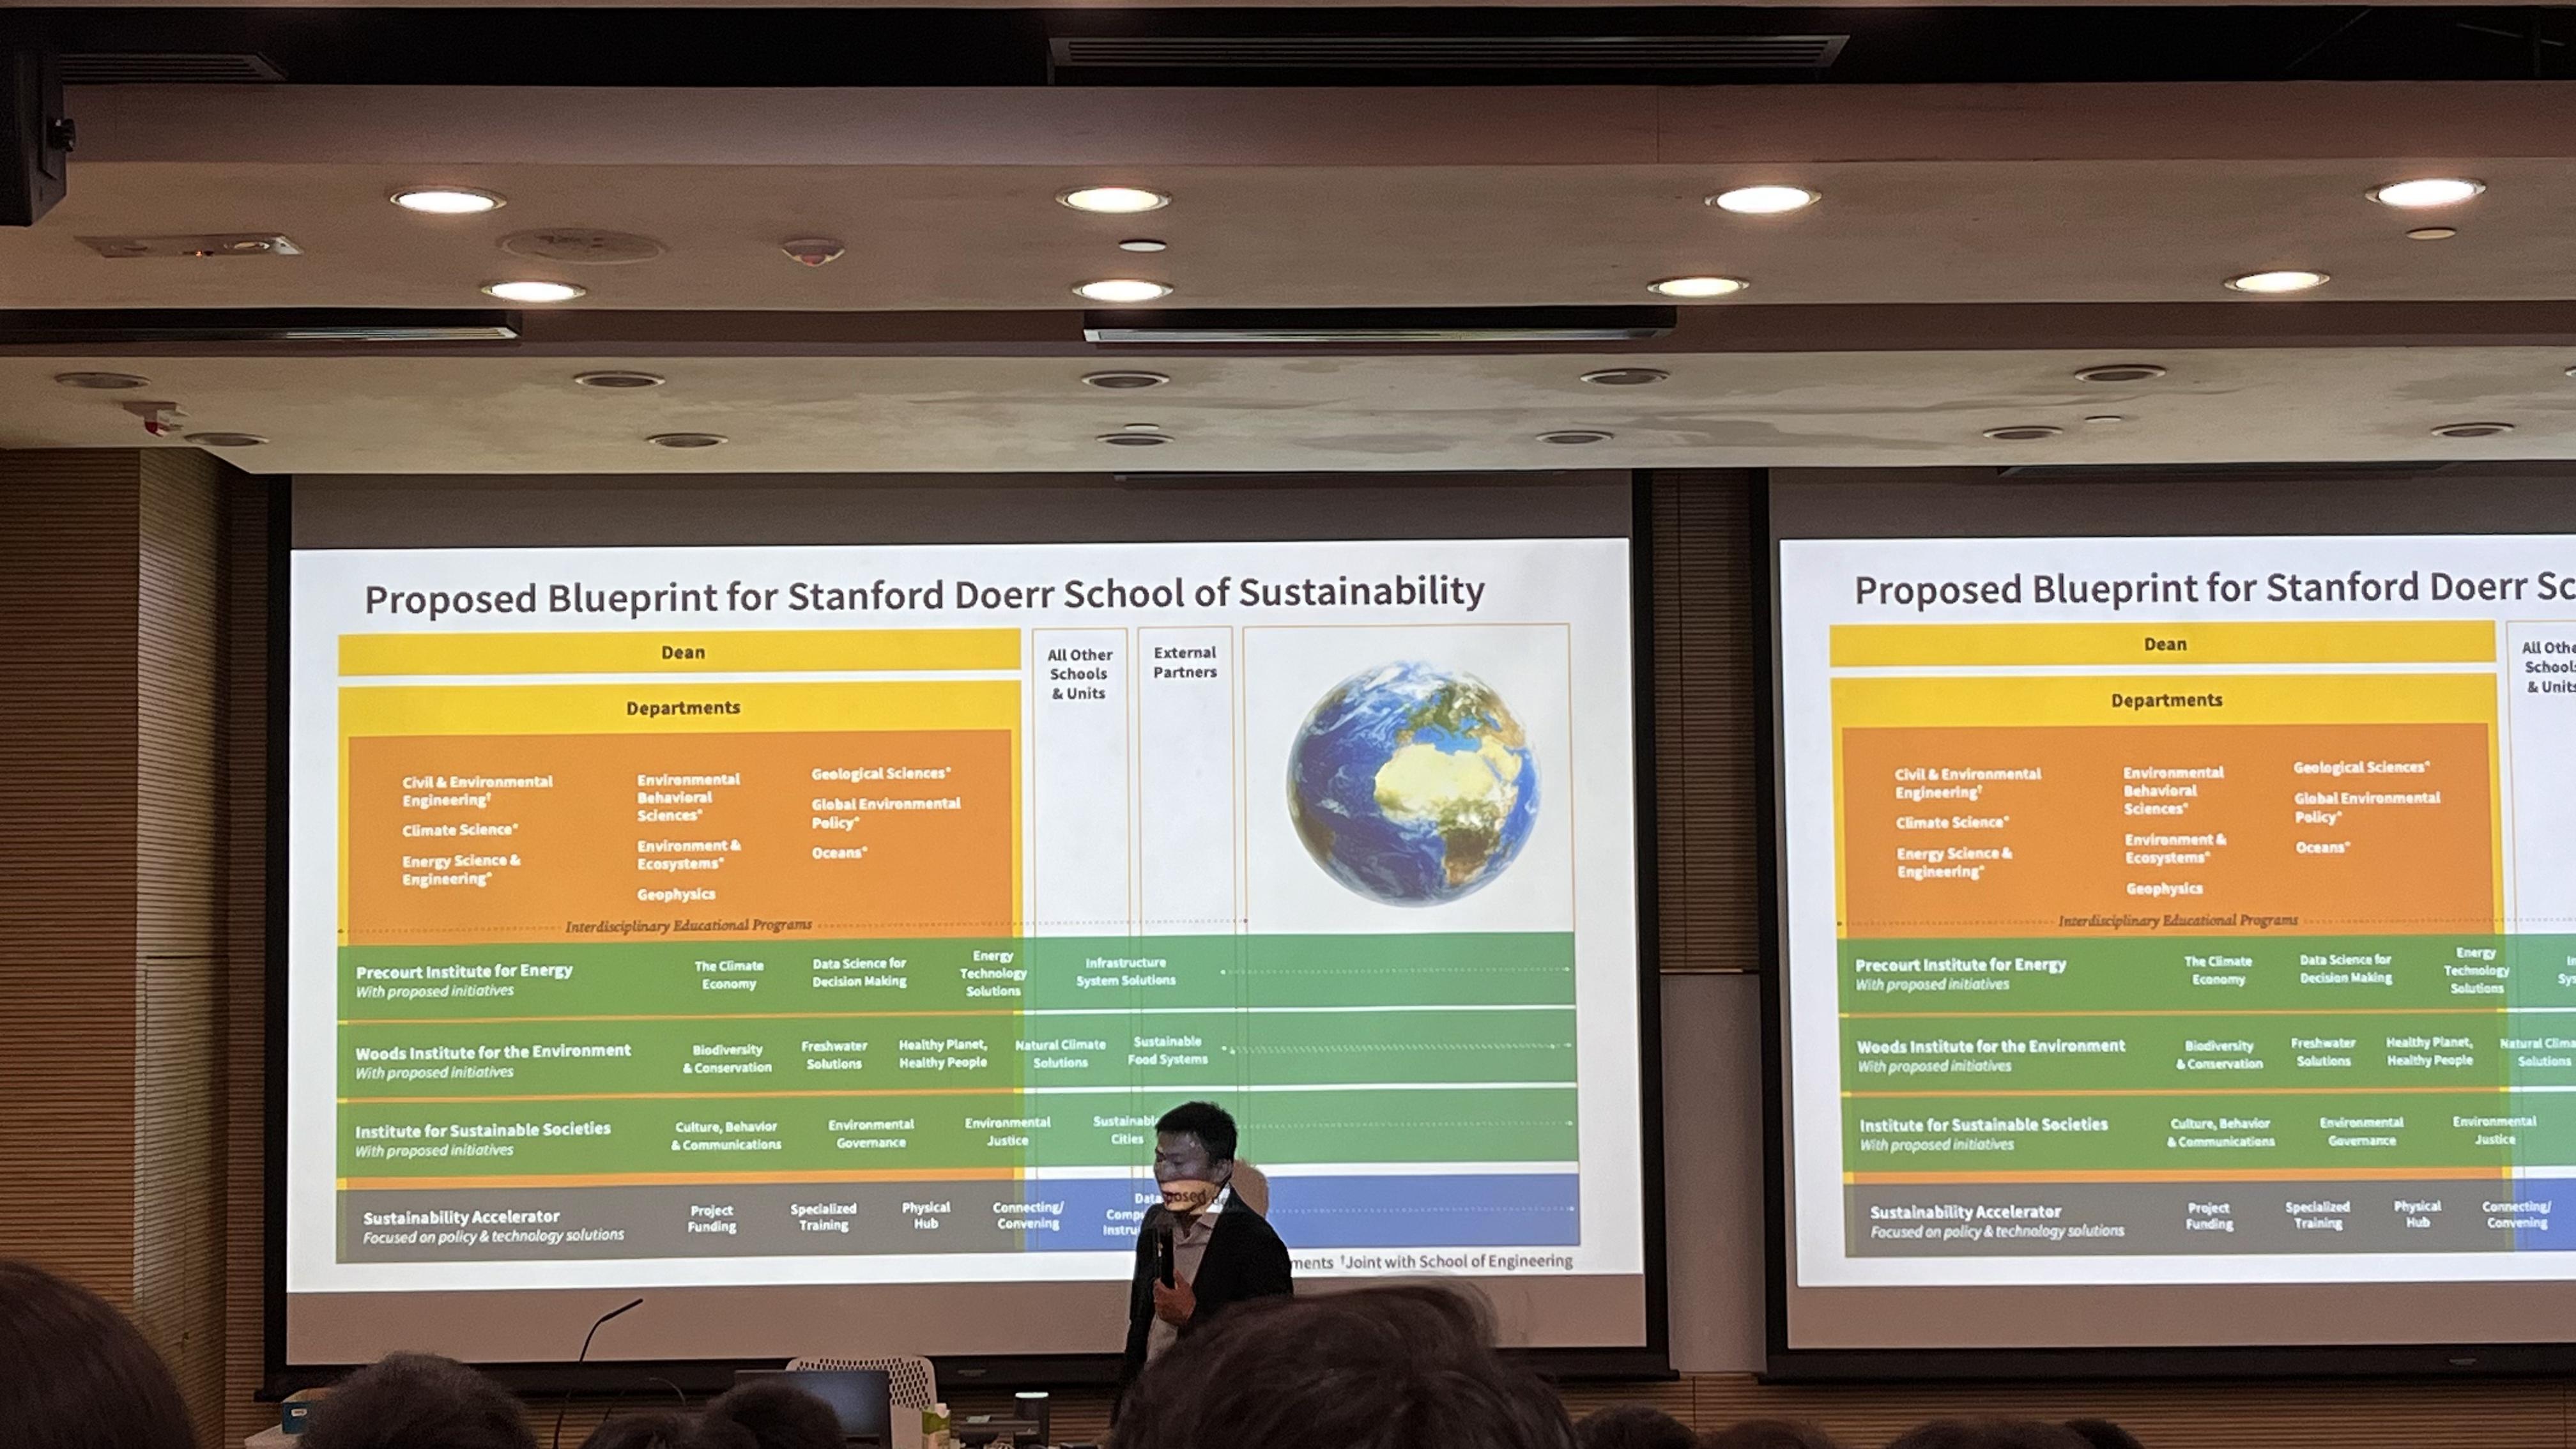 Proposed Blueprint for Stanford Doerr School of Sustainability
Dean
All Other
Schools
& Units
External
Partners
Departments
Civil & Environmental
Engineering†
Climate Science*
Energy Science &
Engineering*
Environmental
Behavioral
Sciences*
Environment &
Ecosystems*
Geophysics
Geological Sciences*
Global Environmental
Policy*
Oceans*
Interdisciplinary Educational Programs
Precourt Institute for Energy
With proposed initiatives
The Climate
Economy
Data Science for
Decision Making
Energy
Technology
Solutions
Infrastructure
System Solutions
Woods Institute for the Environment
With proposed initiatives
Biodiversity
& Conservation
Freshwater
Solutions
Healthy Planet,
Healthy People
Natural Climate
Solutions
Sustainable
Food Systems
Institute for Sustainable Societies
With proposed initiatives
Culture, Behavior
& Communications
Environmental
Governance
Environmental
Justice
Sustainabl
Cities
Sustainability Accelerator
Focused on policy & technology solutions
Project
Funding
Specialized
Training
Physical
Hub
Connecting/
Convening
Data
Comp
Instru
posed
ments †Joint with School of Engineering
Proposed Blueprint for Stanford Doerr Sc
Dean
All Othe
School
& Units
Departments
Civil & Environmental
Engineering†
Climate Science*
Energy Science &
Engineering*
Environmental
Behavioral
Sciences*
Environment &
Ecosystems*
Geophysics
Geological Sciences*
Global Environmental
Policy*
Oceans*
Interdisciplinary Educational Programs
Precourt Institute for Energy
With proposed initiatives
The Climate
Economy
Data Science for
Decision Making
Energy
Technology
Solutions
In
Sys
Woods Institute for the Environment
With proposed initiatives
Biodiversity
& Conservation
Freshwater
Solutions
Healthy Planet,
Healthy People
Natural Clima
Solutions
Institute for Sustainable Societies
With proposed initiatives
Culture, Behavior
& Communications
Environmental
Governance
Environmental
Justice
Sustainability Accelerator
Focused on policy & technology solutions
Project
Funding
Specialized
Training
Physical
Hub
Connecting/
Convening